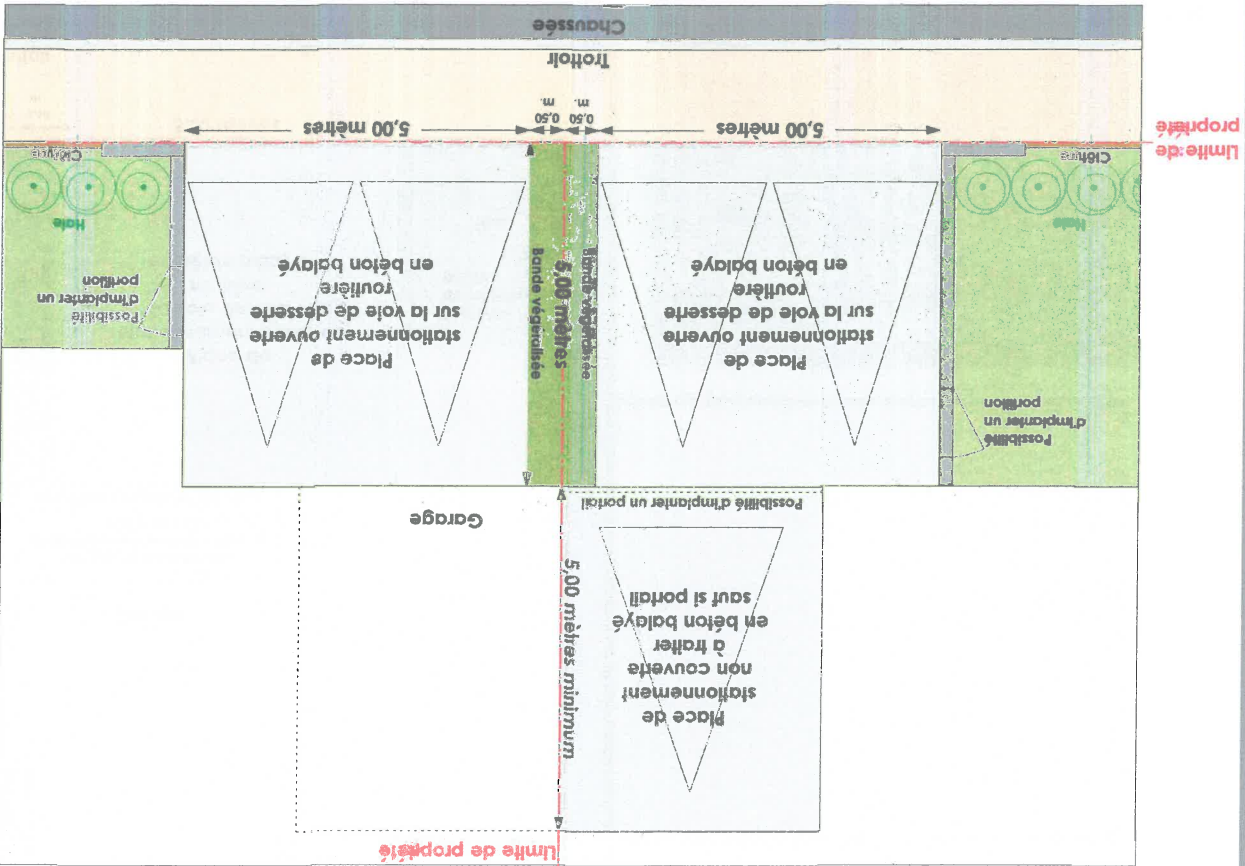 Limite de propriété
Place de
stationnement
non couverte
à traiter
en béton balayé
sauf si portail
5,00 mètres minimum
Possibilité d'implanter un portail
Garage
Possibilité
d'implanter un
portillon
Place de
stationnement ouverte
sur la voie de desserte
routière
en béton balayé
Bande végétalisée
5,00 mètres
Bande végétalisée
Place de
stationnement ouverte
sur la voie de desserte
routière
en béton balayé
Possibilité
d'implanter un
portillon
Haie
Haie
Clôture
Clôture
Limite de
propriété
5,00 mètres
0,50
m.
0,50
m
5,00 mètres
Trottoir
Chaussée